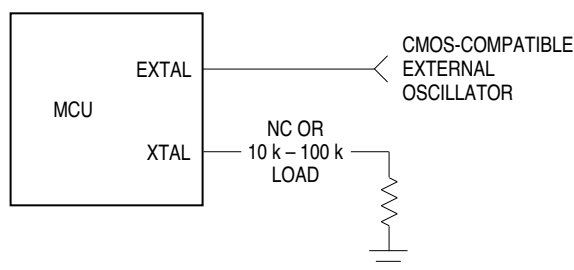 CMOS-COMPATIBLE
EXTERNAL
OSCILLATOR
EXTAL
MCU
XTAL
NC OR
10 k – 100 k
LOAD